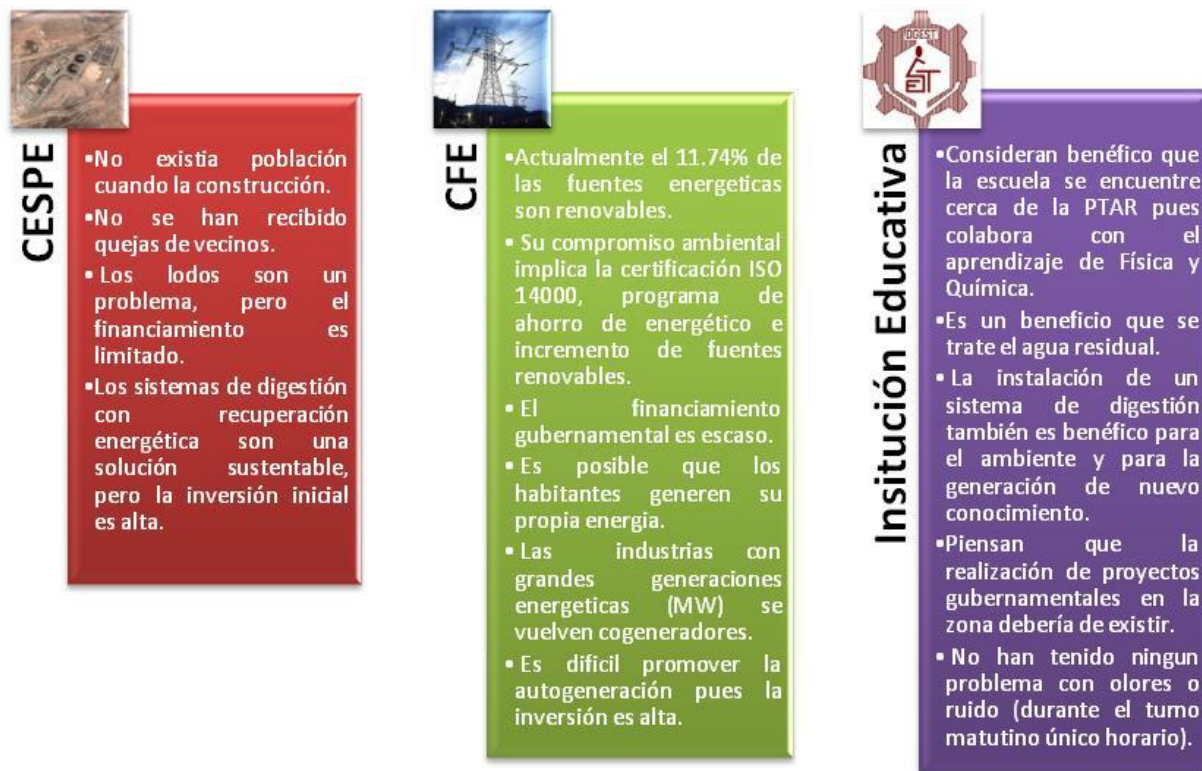 CESPE
•No existia población
cuando la construcción.
•No se han recibido
quejas de vecinos.
• Los lodos son un
problema, pero el
financiamiento es
limitado.
•Los sistemas de digestión
con recuperación
energética son una
solución sustentable,
pero la inversión inicial
es alta.
CFE
•Actualmente el 11.74% de
las fuentes energeticas
son renovables.
• Su compromiso ambiental
implica la certificación ISO
14000, programa de
ahorro de energético e
incremento de fuentes
renovables.
• El financiamiento
gubernamental es escaso.
• Es posible que los
habitantes generen su
propia energia.
• Las industrias con
grandes generaciones
energeticas (MW) se
vuelven cogeneradores.
• Es dificil promover la
autogeneración pues la
inversión es alta.
DGEST
Insitución Educativa
•Consideran benéfico que
la escuela se encuentre
cerca de la PTAR pues
colabora con el
aprendizaje de Física y
Química.
•Es un beneficio que se
trate el agua residual.
• La instalación de un
sistema de digestión
también es benéfico para
el ambiente y para la
generación de nuevo
conocimiento.
•Piensan que la
realización de proyectos
gubernamentales en la
zona debería de existir.
• No han tenido ningun
problema con olores o
ruido (durante el turno
matutino único horario).